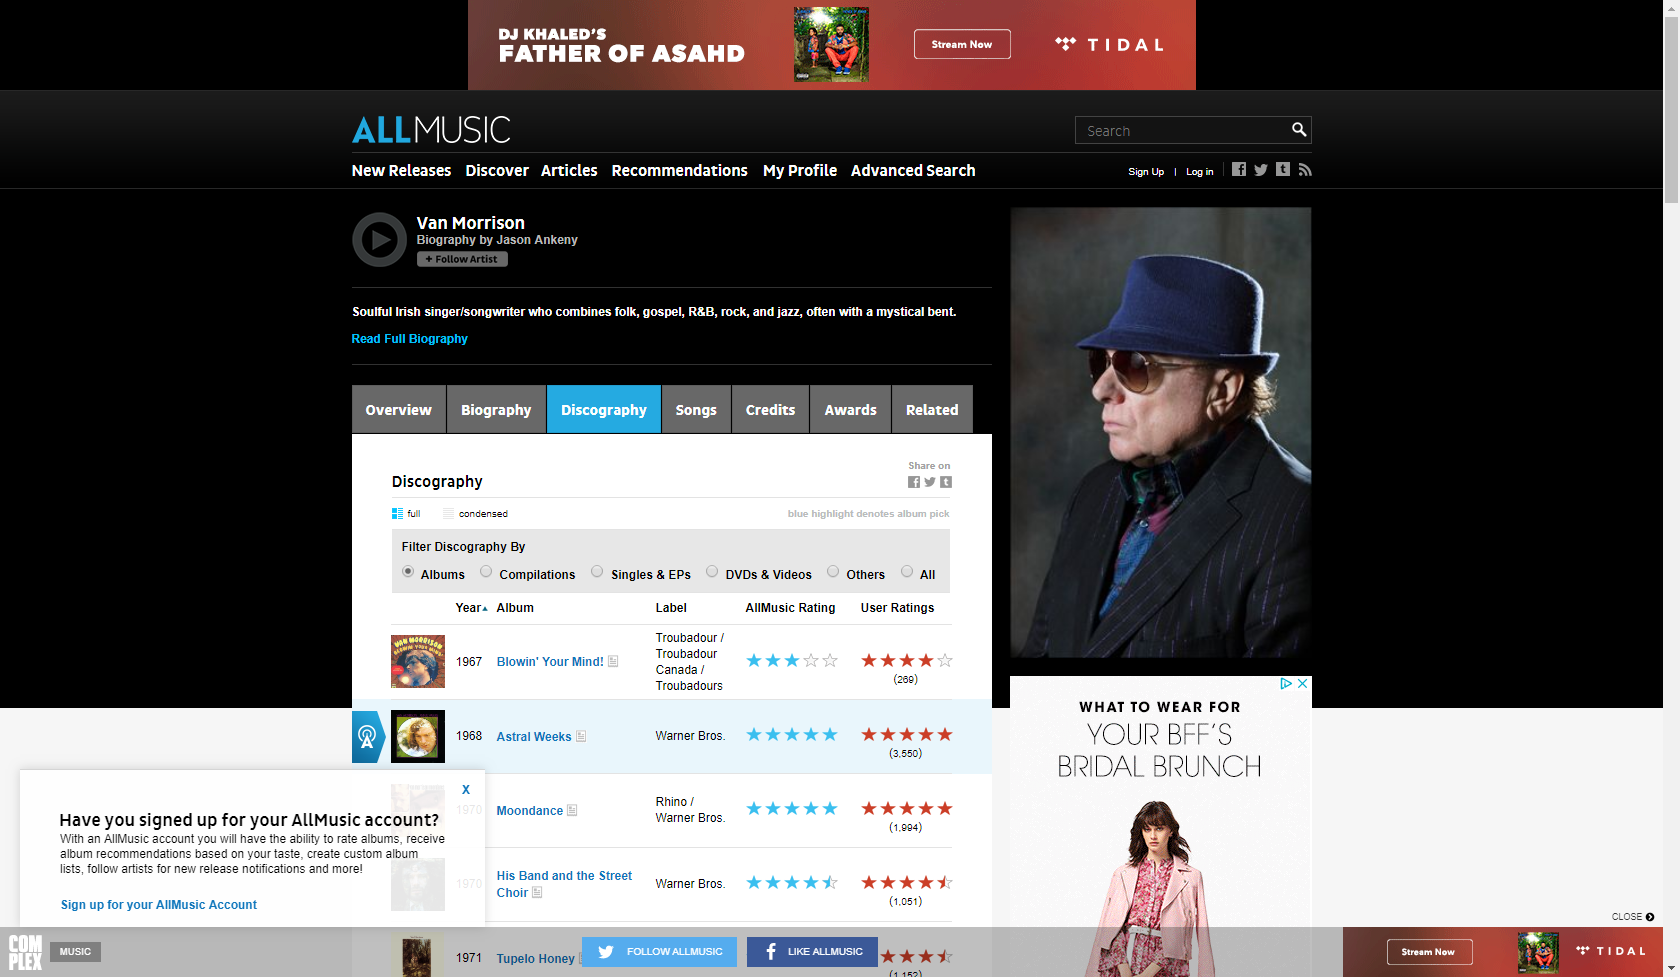 DJ KHALED'S
FATHER OF ASAHD
Stream Now
TIDAL
ALLMUSIC
Search
New Releases Discover Articles Recommendations My Profile Advanced Search
Sign Up | Log in
Van Morrison
Biography by Jason Ankeny
+ Follow Artist
Soulful Irish singer/songwriter who combines folk, gospel, R&B, rock, and jazz, often with a mystical bent.
Read Full Biography
Overview Biography Discography Songs Credits Awards Related
Share on
Discography
full condensed blue highlight denotes album pick
Filter Discography By
Albums Compilations Singles & EPs DVDs & Videos Others All
Year Album Label AllMusic Rating User Ratings
VAN MORRISON
BLOWIN' YOUR MIND!
1967 Blowin' Your Mind!
Troubadour /
Troubadour
Canada /
Troubadours
(269)
1968 Astral Weeks Warner Bros.
(3,550)
1970 Moondance
Rhino /
Warner Bros.
(1,994)
1970 His Band and the Street
Choir
Warner Bros.
(1,051)
1971 Tupelo Honey
(1,152)
X
Have you signed up for your AllMusic account?
With an AllMusic account you will have the ability to rate albums, receive
album recommendations based on your taste, create custom album
lists, follow artists for new release notifications and more!
Sign up for your AllMusic Account
WHAT TO WEAR FOR
YOUR BFF'S
BRIDAL BRUNCH
CLOSE
COM
PLEX
MUSIC
FOLLOW ALLMUSIC
LIKE ALLMUSIC
Stream Now
TIDAL